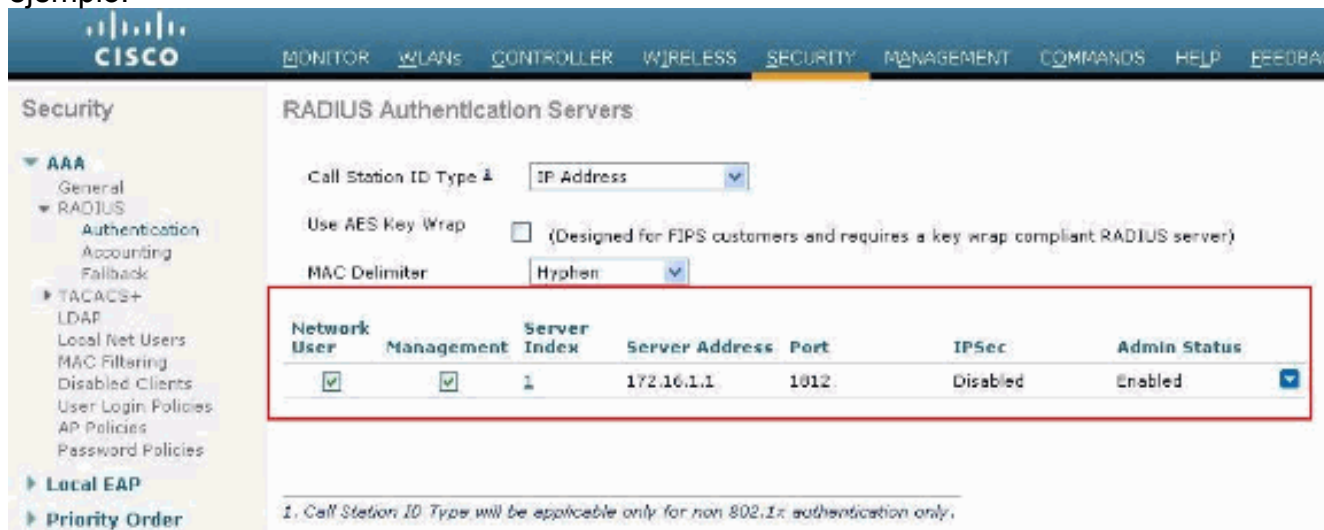 ejemplo:
CISCO
MONITOR WLANs CONTROLLER WIRELESS SECURITY MANAGEMENT COMMANDS HELP FEEDBA
Security
AAA
General
RADIUS
Authentication
Accounting
Fallback
TACACS+
LDAP
Local Net Users
MAC Filtering
Disabled Clients
User Login Policies
AP Policies
Password Policies
Local EAP
Priority Order
RADIUS Authentication Servers
Call Station ID Type 1 IP Address
Use AES Key Wrap (Designed for FIPS customers and requires a key wrap compliant RADIUS server)
MAC Delimiter Hyphen
Network User Management Server Index Server Address Port IPSec Admin Status
1 172.16.1.1 1812 Disabled Enabled
1. Call Station ID Type will be applicable only for non 802.1x authentication only.